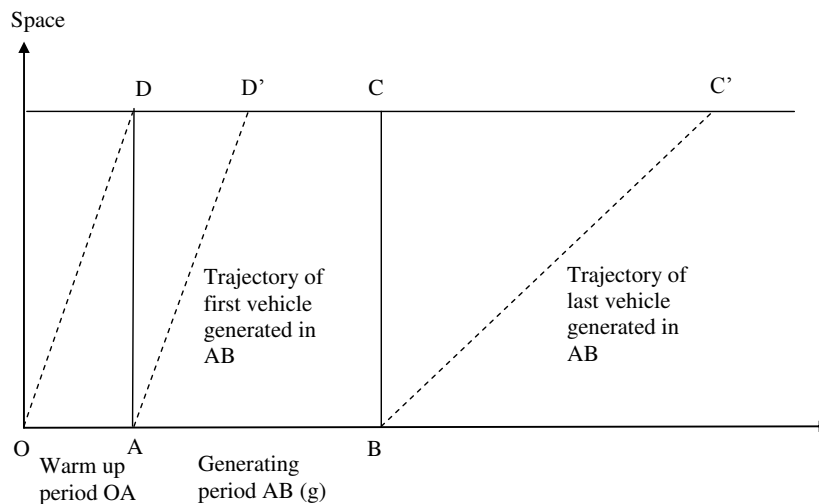 Space
D
D’
C
C’
Trajectory of
first vehicle
generated in
AB
Trajectory of
last vehicle
generated in
AB
O
A
B
Warm up
period OA
Generating
period AB (g)